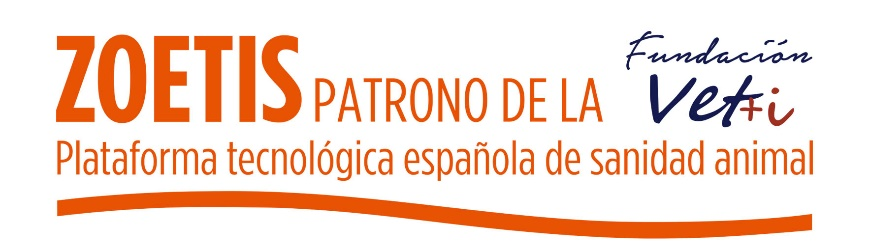 ZOETIS PATRONO DE LA Fundación Vet+i
Plataforma tecnológica española de sanidad animal